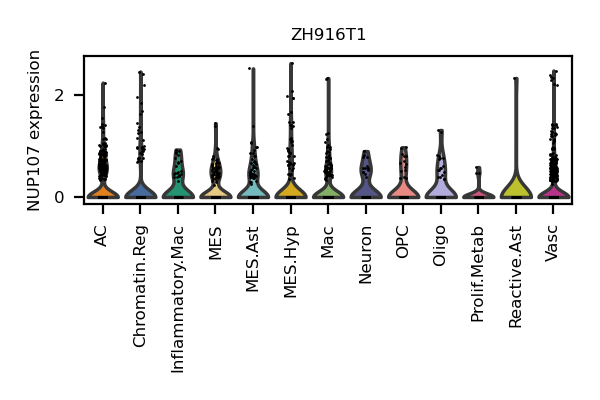 ZH916T1
NUP107 expression
2
0
AC
Chromatin.Reg
Inflammatory.Mac
MES
MES.Ast
MES.Hyp
Mac
Neuron
OPC
Oligo
Prolif.Metab
Reactive.Ast
Vasc